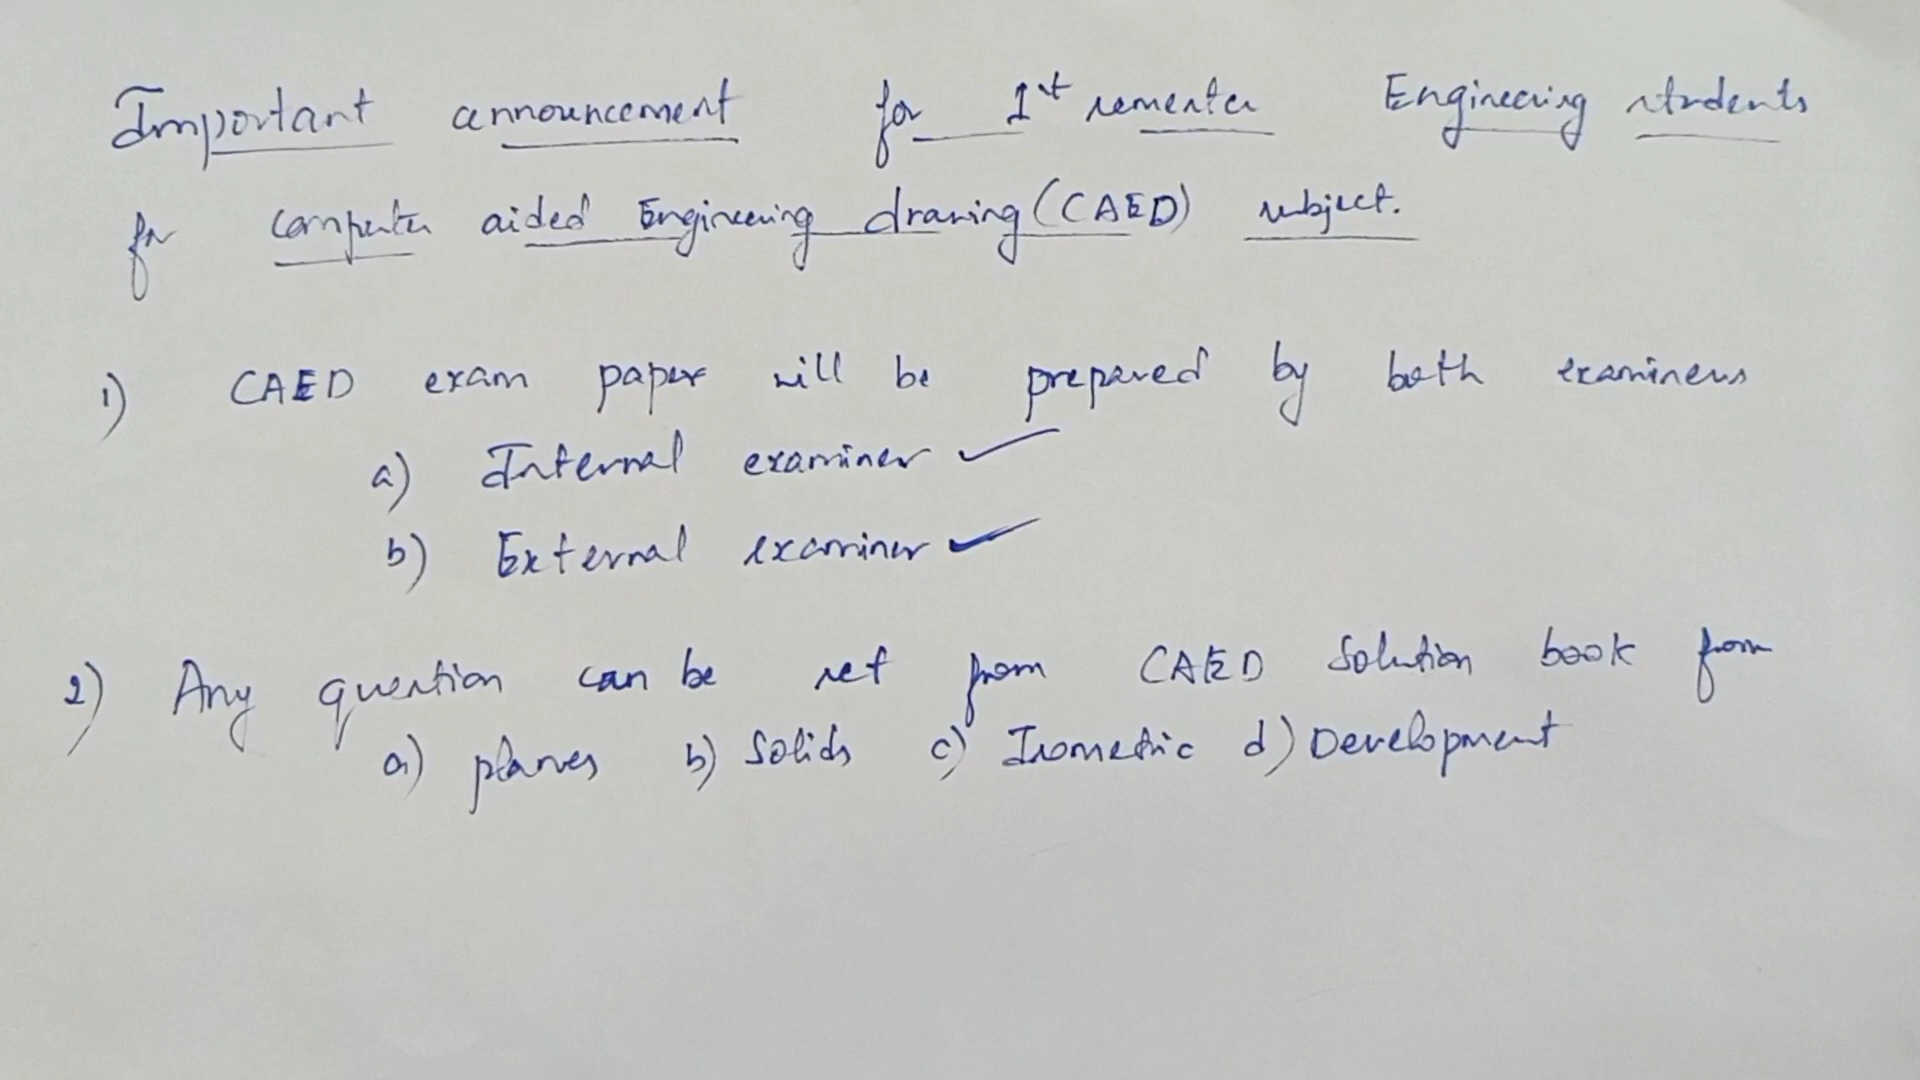 Important announcement for 1st semester Engineering students
for computer aided Engineering drawing (CAED) subject.
1) CAED exam paper will be prepared by both examiners
a) Internal examiner ✓
b) External examiner ✓
2) Any question can be set from CAED Solution book from
a) planes b) Solids c) Isometric d) Development